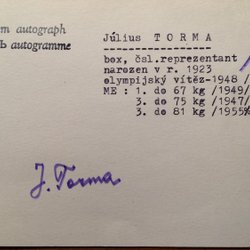 m autograph
Ь autogramme
Július TORMA
box, čsl.reprezentant
narozen v r. 1923
olympijský vítěz-1948
ME : 1. do 67 kg /1949/
3. do 75 kg /1947/
3. do 81 kg /1955
J. Torma